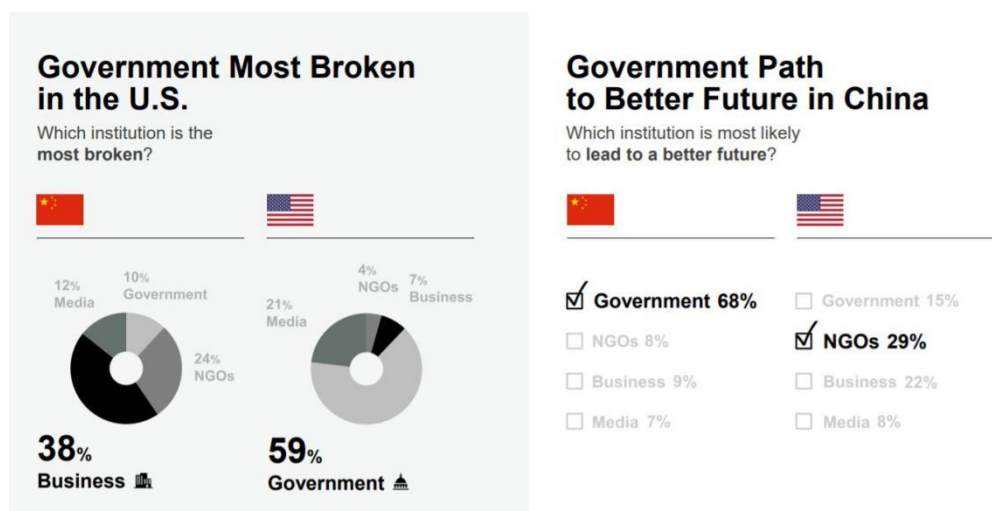 Government Most Broken
in the U.S.
Which institution is the
most broken?
12%
Media
10%
Government
24%
NGOs
38%
Business
4%
NGOs
7%
Business
21%
Media
59%
Government
Government Path
to Better Future in China
Which institution is most likely
to lead to a better future?
Government 68%
NGOs 8%
Business 9%
Media 7%
Government 15%
NGOs 29%
Business 22%
Media 8%